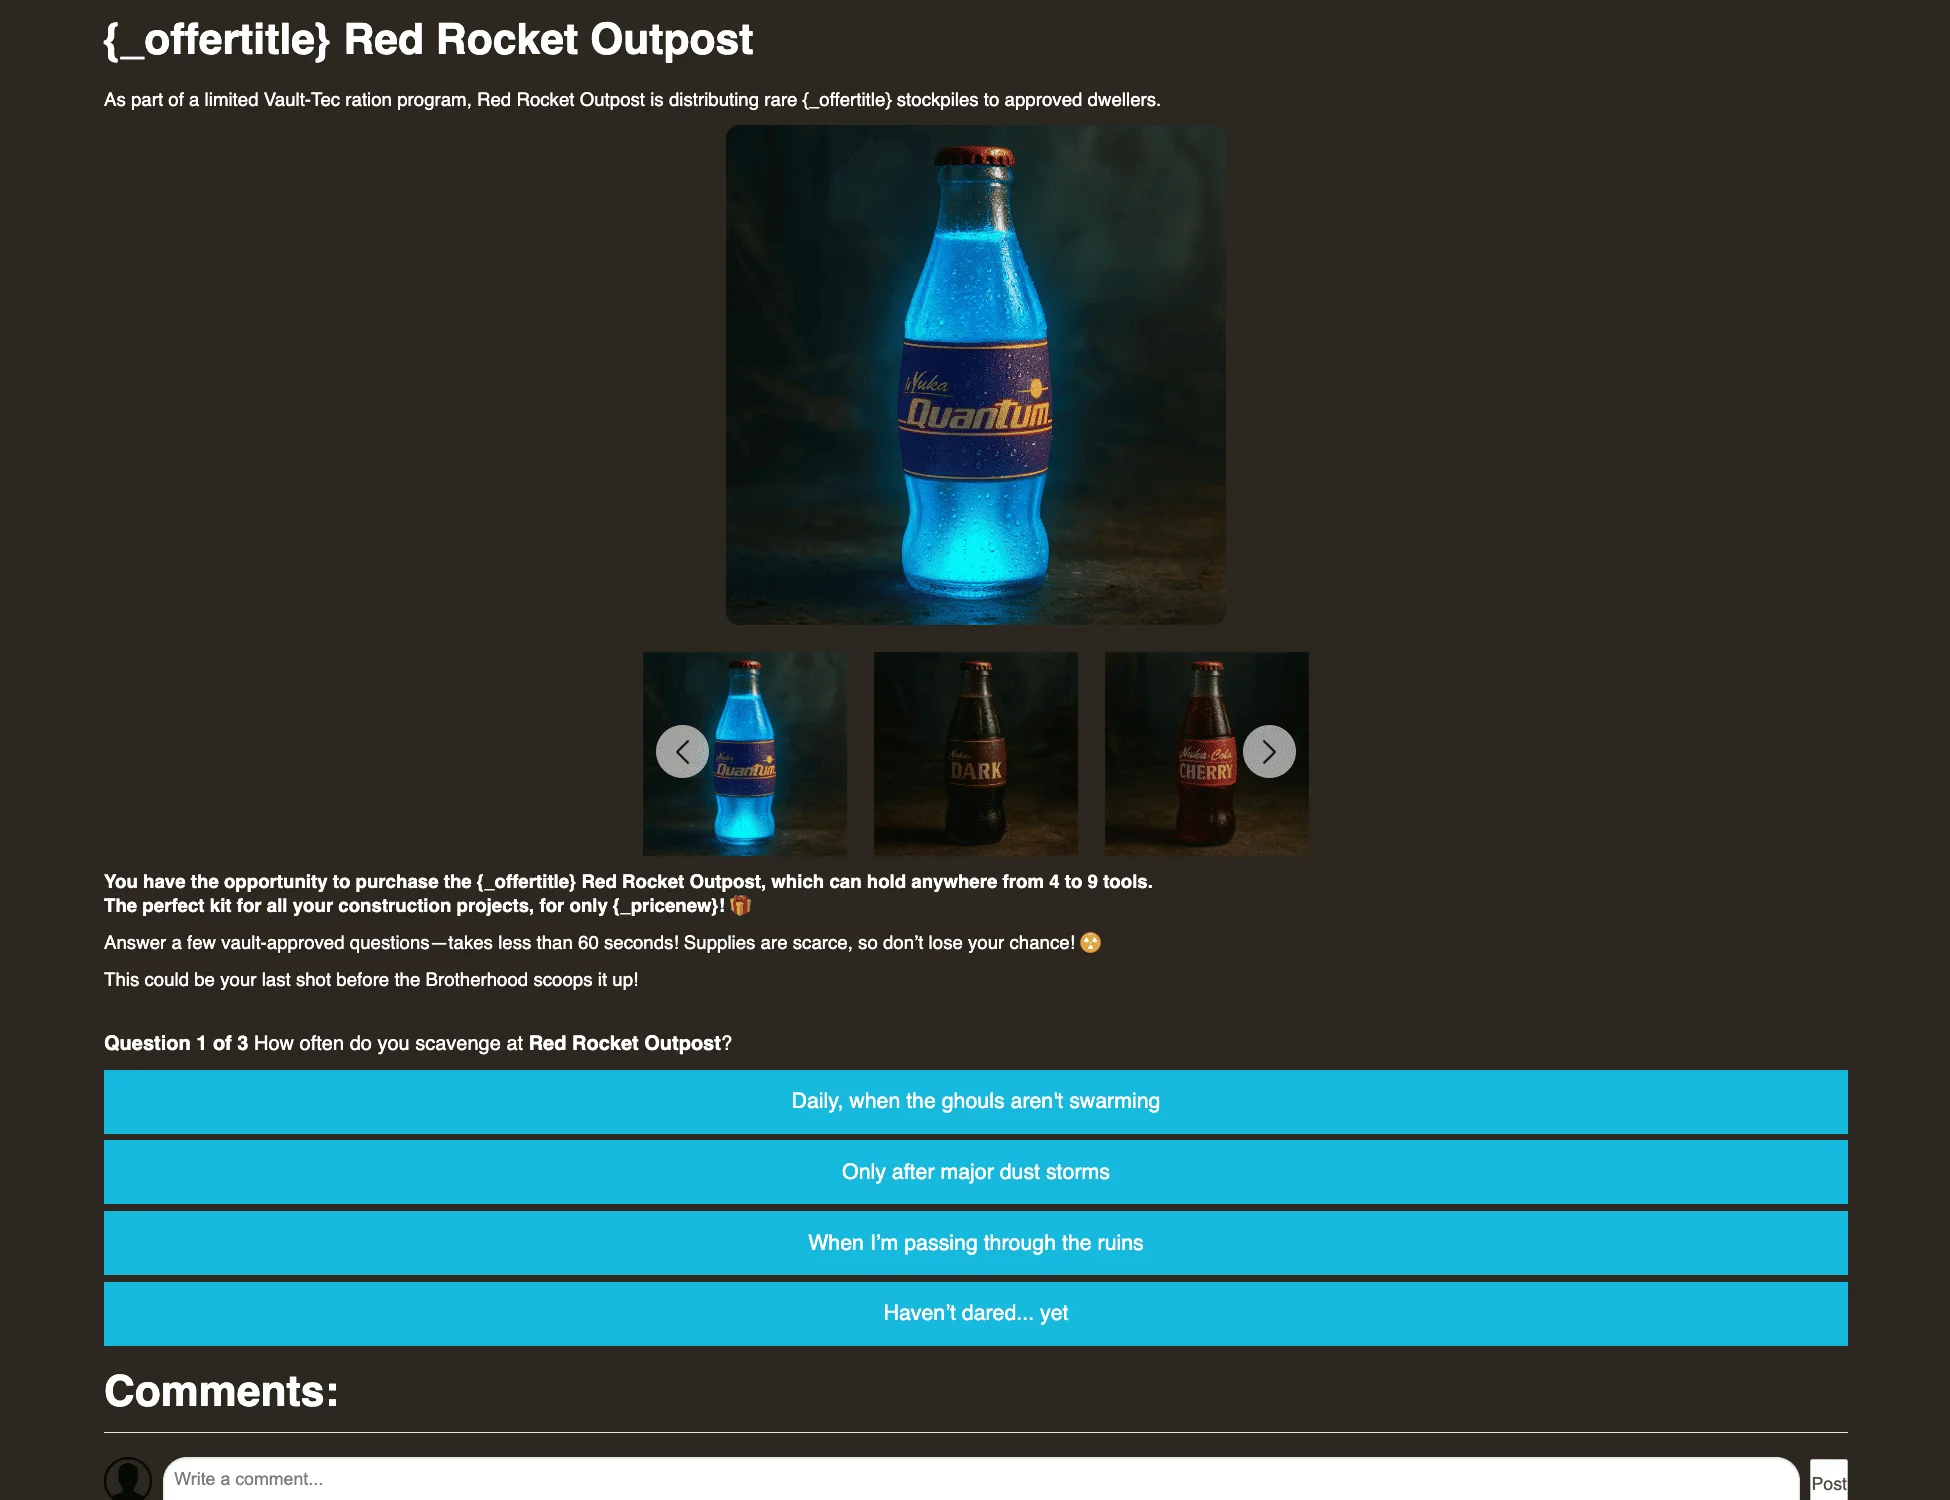 {_offertitle} Red Rocket Outpost
As part of a limited Vault-Tec ration program, Red Rocket Outpost is distributing rare {_offertitle} stockpiles to approved dwellers.
Nuka
Quantum
Nuka
Quantum
Nuka
DARK
Nuka-Cola
CHERRY
You have the opportunity to purchase the {_offertitle} Red Rocket Outpost, which can hold anywhere from 4 to 9 tools.
The perfect kit for all your construction projects, for only {_pricenew}! 🎁
Answer a few vault-approved questions—takes less than 60 seconds! Supplies are scarce, so don’t lose your chance! ☢️
This could be your last shot before the Brotherhood scoops it up!
Question 1 of 3 How often do you scavenge at Red Rocket Outpost?
Daily, when the ghouls aren't swarming
Only after major dust storms
When I’m passing through the ruins
Haven’t dared... yet
Comments:
Write a comment...
Post